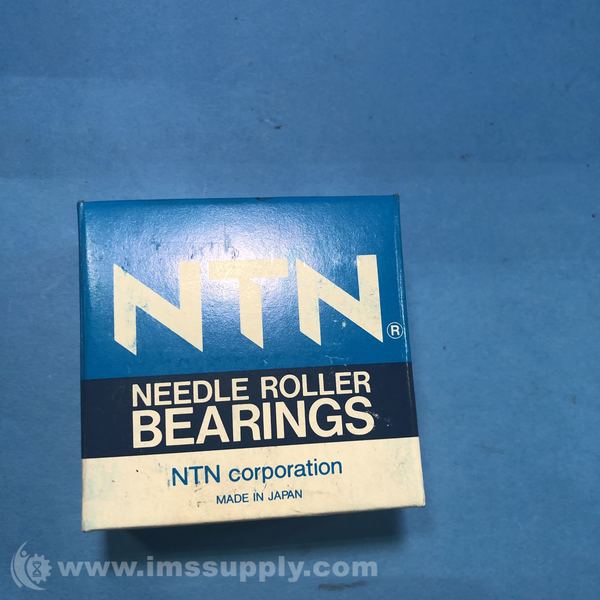 NTN®
NEEDLE ROLLER
BEARINGS
NTN corporation
MADE IN JAPAN
www.imssupply.com